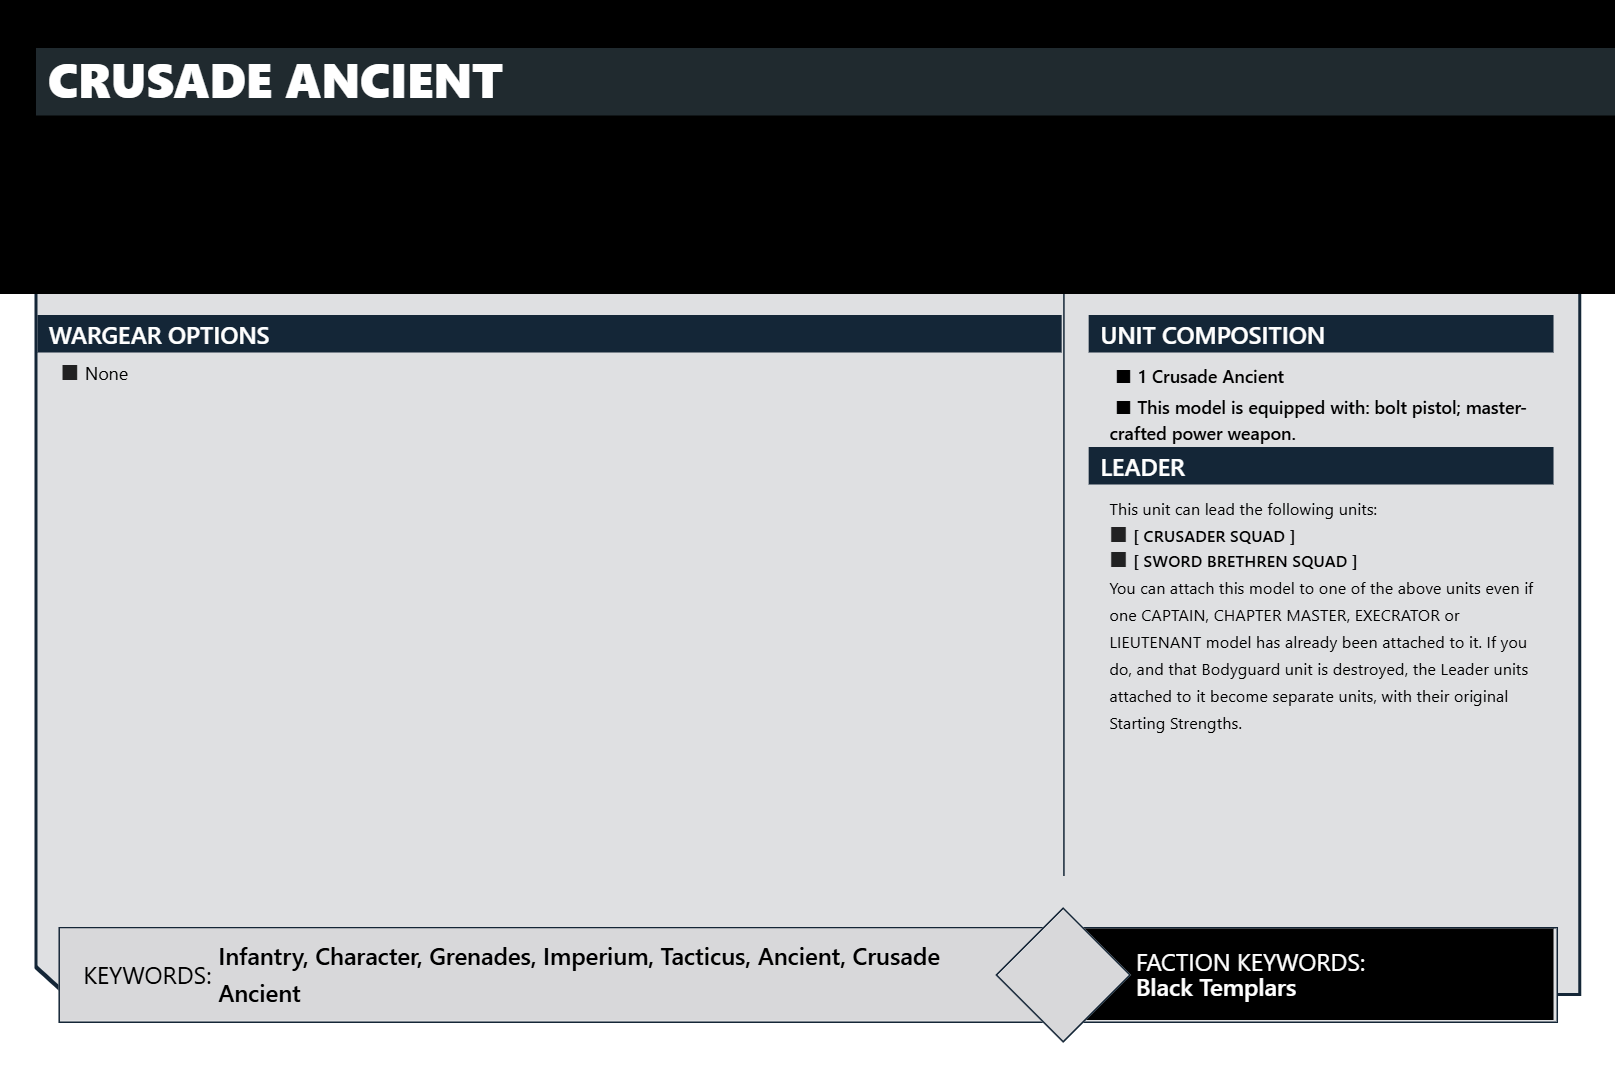 CRUSADE ANCIENT
WARGEAR OPTIONS
■ None
UNIT COMPOSITION
■ 1 Crusade Ancient
■ This model is equipped with: bolt pistol; master-
crafted power weapon.
LEADER
This unit can lead the following units:
■ [ CRUSADER SQUAD ]
■ [ SWORD BRETHREN SQUAD ]
You can attach this model to one of the above units even if
one CAPTAIN, CHAPTER MASTER, EXECRATOR or
LIEUTENANT model has already been attached to it. If you
do, and that Bodyguard unit is destroyed, the Leader units
attached to it become separate units, with their original
Starting Strengths.
KEYWORDS: Infantry, Character, Grenades, Imperium, Tacticus, Ancient, Crusade
Ancient
FACTION KEYWORDS:
Black Templars